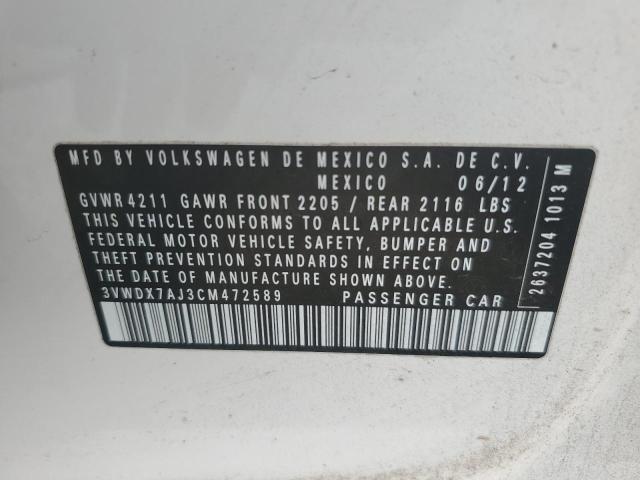 MFD BY VOLKSWAGEN DE MEXICO S.A. DE C.V.
MEXICO 06/12
GVWR 4211 GAWR FRONT 2205 / REAR 2116 LBS
THIS VEHICLE CONFORMS TO ALL APPLICABLE U.S.
FEDERAL MOTOR VEHICLE SAFETY, BUMPER AND
THEFT PREVENTION STANDARDS IN EFFECT ON
THE DATE OF MANUFACTURE SHOWN ABOVE.
3VWDX7AJ3CM472589 PASSENGER CAR
2637204 1013 M